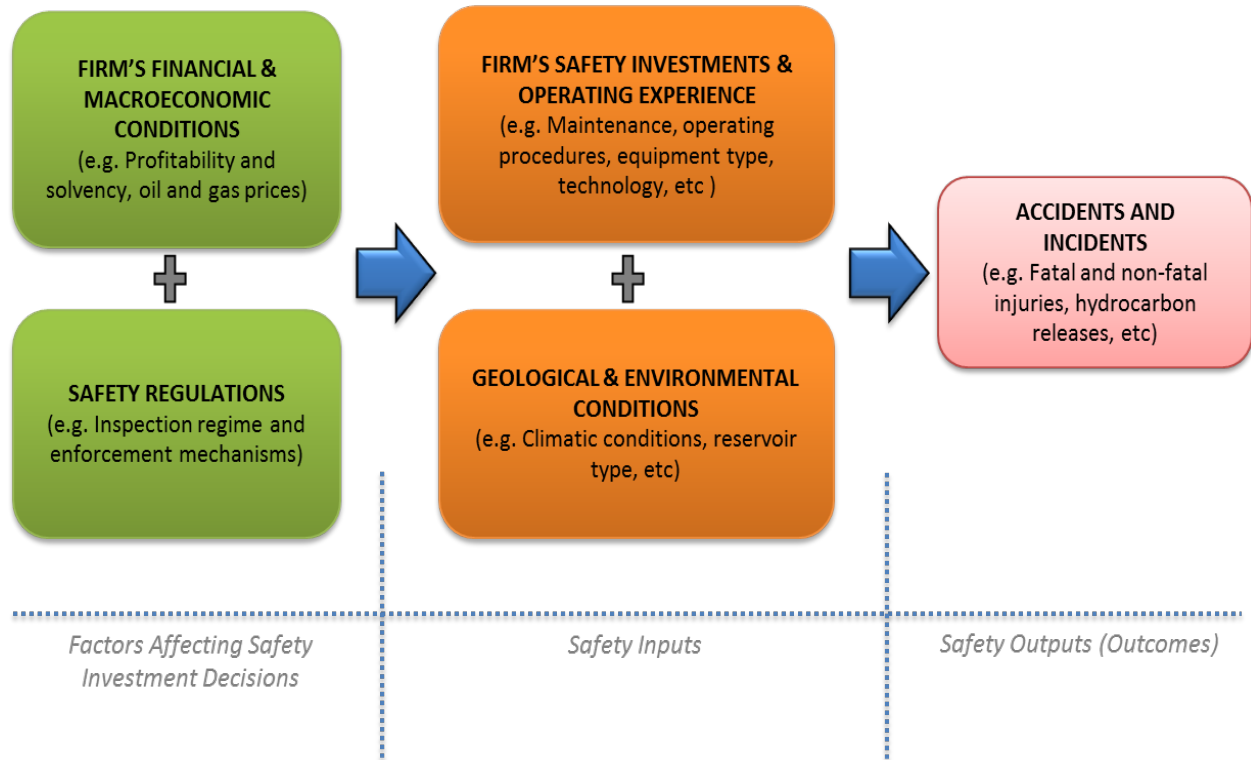 FIRM'S FINANCIAL &
MACROECONOMIC
CONDITIONS
(e.g. Profitability and
solvency, oil and gas prices)
SAFETY REGULATIONS
(e.g. Inspection regime and
enforcement mechanisms)
FIRM'S SAFETY INVESTMENTS &
OPERATING EXPERIENCE
(e.g. Maintenance, operating
procedures, equipment type,
technology, etc )
GEOLOGICAL & ENVIRONMENTAL
CONDITIONS
(e.g. Climatic conditions, reservoir
type, etc)
ACCIDENTS AND
INCIDENTS
(e.g. Fatal and non-fatal
injuries, hydrocarbon
releases, etc)
Factors Affecting Safety
Investment Decisions
Safety Inputs
Safety Outputs (Outcomes)